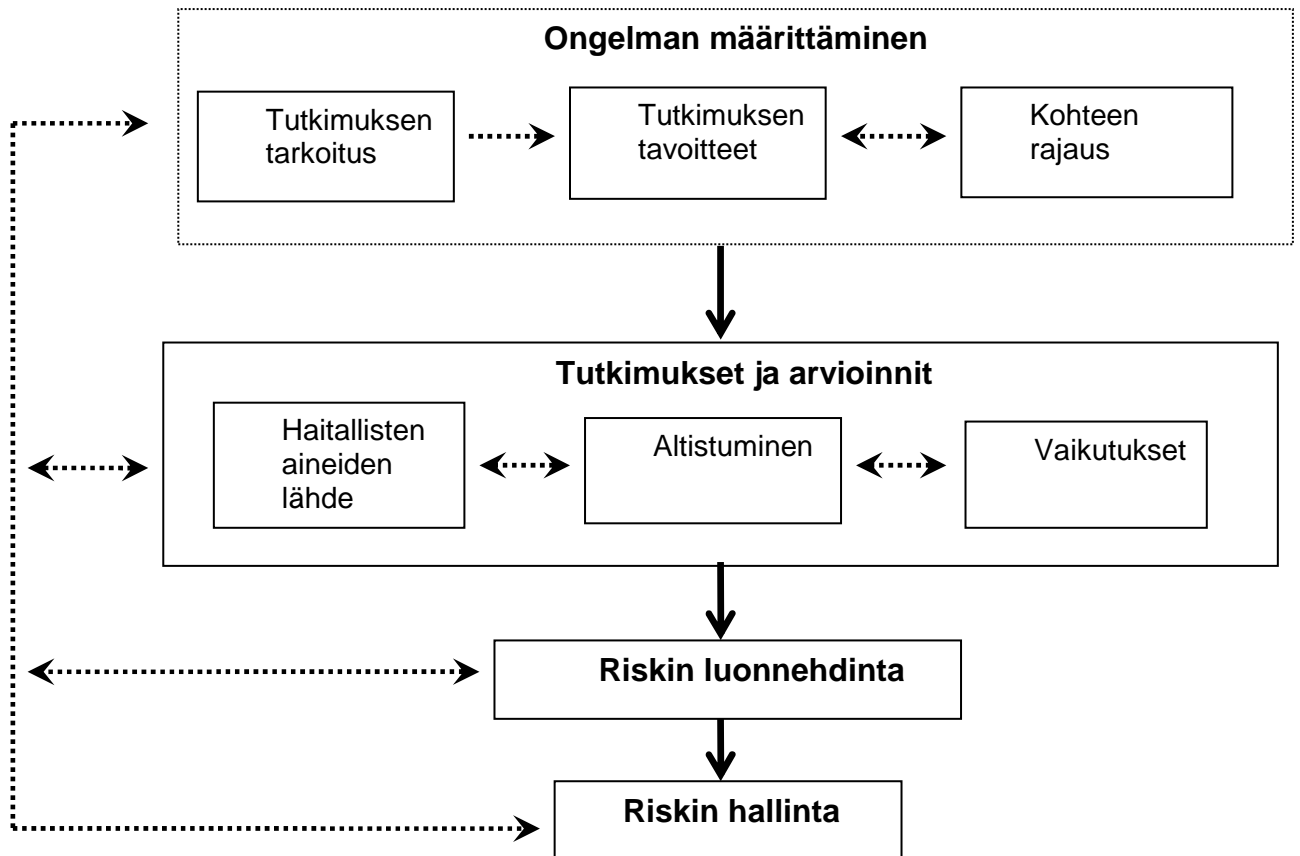 Ongelman määrittäminen
Tutkimuksen
tarkoitus
Tutkimuksen
tavoitteet
Kohteen
rajaus
Tutkimukset ja arvioinnit
Haitallisten
aineiden
lähde
Altistuminen
Vaikutukset
Riskin luonnehdinta
Riskin hallinta